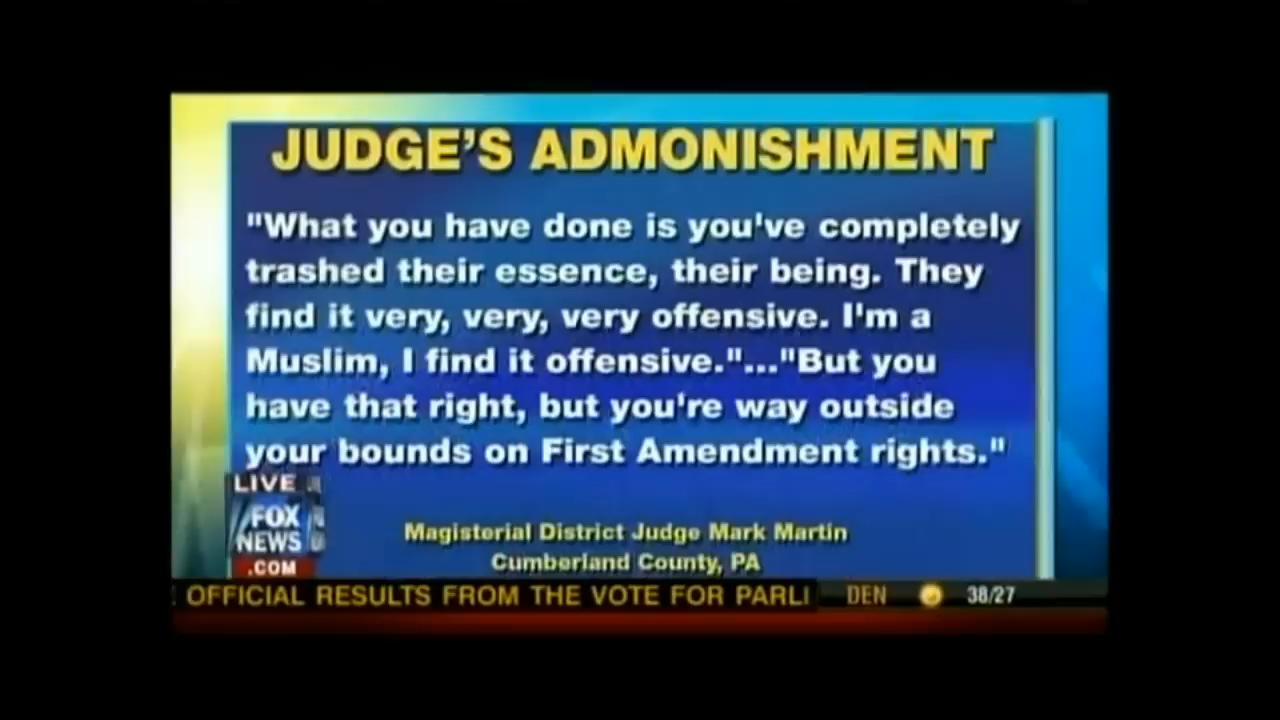 JUDGE'S ADMONISHMENT
"What you have done is you've completely
trashed their essence, their being. They
find it very, very, very offensive. I'm a
Muslim, I find it offensive."..."But you
have that right, but you're way outside
your bounds on First Amendment rights."
LIVE
FOX
NEWS
.COM
Magisterial District Judge Mark Martin
Cumberland County, PA
OFFICIAL RESULTS FROM THE VOTE FOR PARLI
DEN 38/27